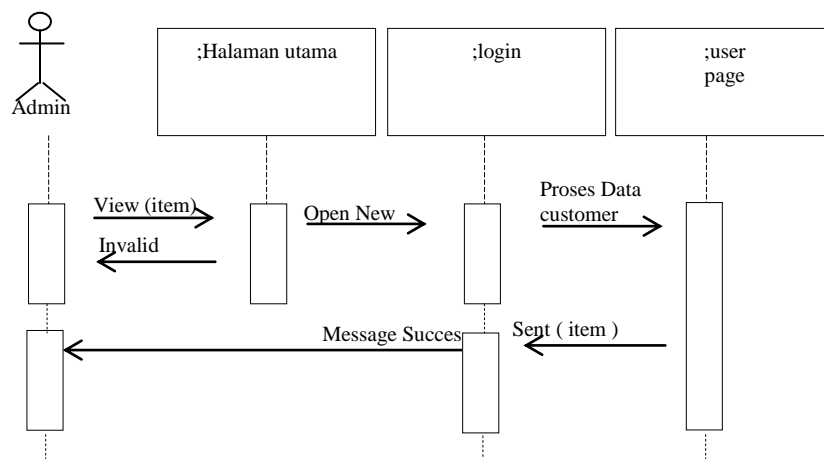 ;Halaman utama
;login
;user
page
Admin
View (item)
Open New
Proses Data
customer
Invalid
Message Succes
Sent ( item )